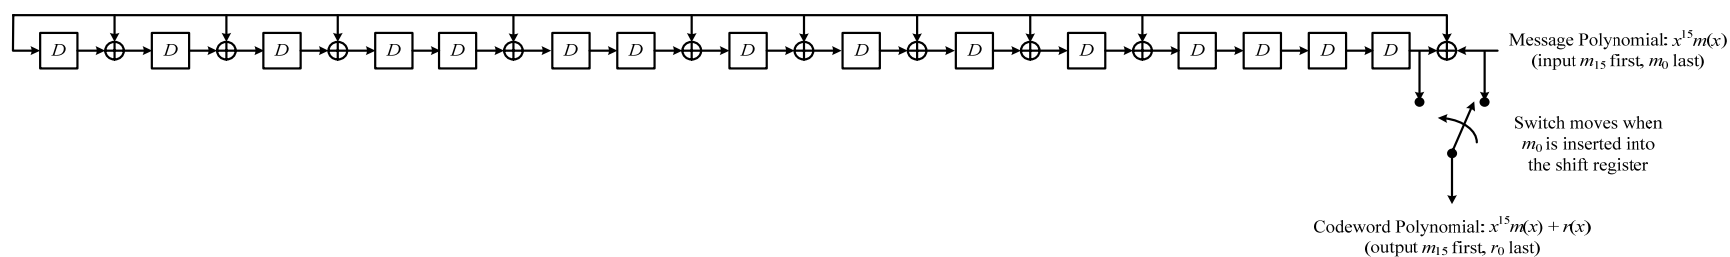 D D D D D D D D D D D D D D D
Message Polynomial: x¹⁵m(x)
(input m₁₅ first, m₀ last)
Switch moves when
m₀ is inserted into
the shift register
Codeword Polynomial: x¹⁵m(x) + r(x)
(output m₁₅ first, r₀ last)